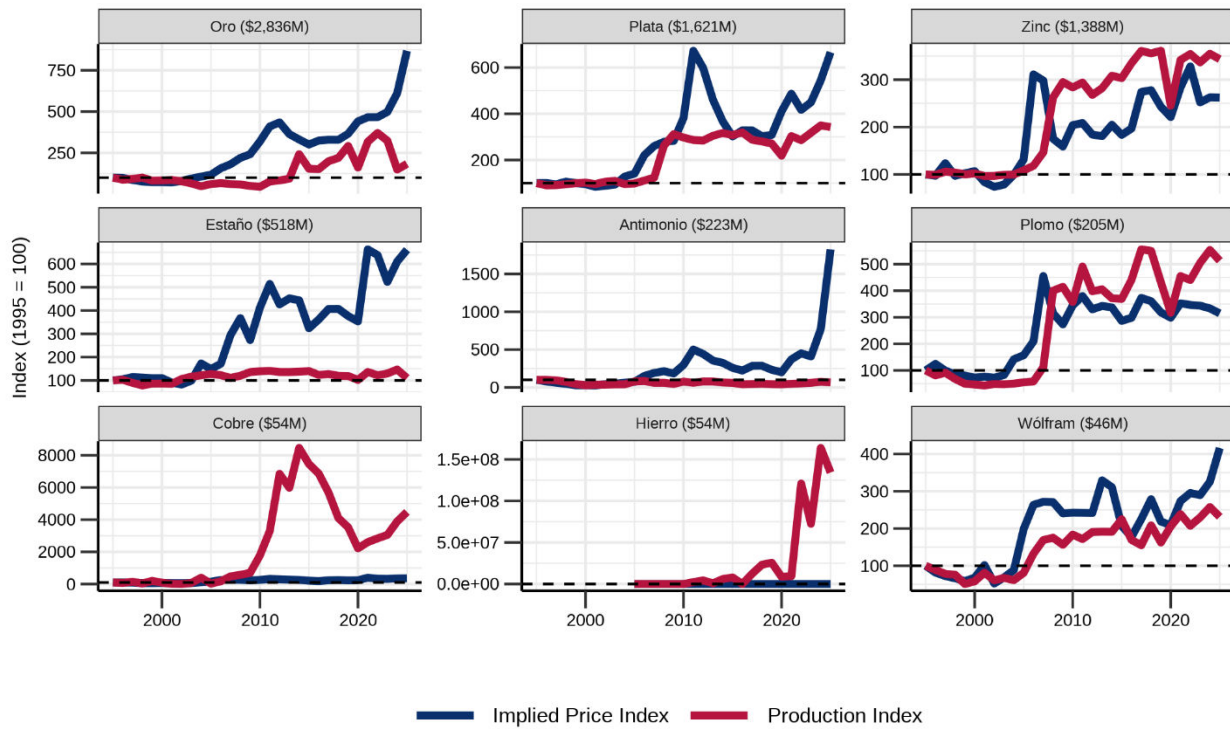 Oro ($2,836M)
Plata ($1,621M)
Zinc ($1,388M)
750
500
250
600
400
200
300
200
100
Estaño ($518M)
Antimonio ($223M)
Plomo ($205M)
Index (1995 = 100)
600
500
400
300
200
100
1500
1000
500
0
500
400
300
200
100
Cobre ($54M)
Hierro ($54M)
Wólfram ($46M)
8000
6000
4000
2000
0
1.5e+08
1.0e+08
5.0e+07
0.0e+00
400
300
200
100
2000 2010 2020
2000 2010 2020
2000 2010 2020
Implied Price Index Production Index